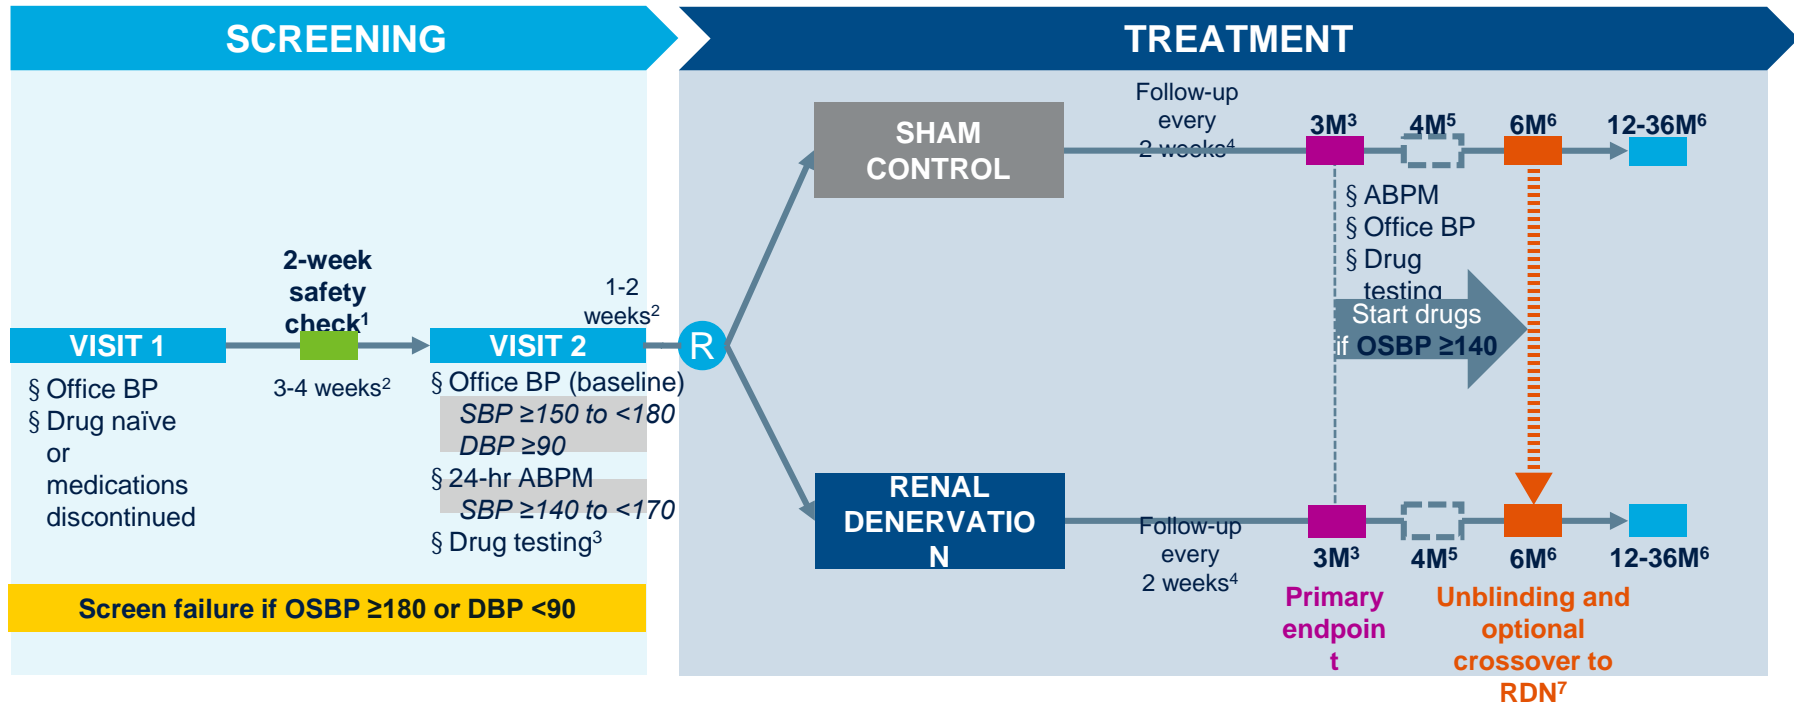 SCREENING
TREATMENT
2-week
safety
check1
1-2
weeks2
VISIT 1
VISIT 2
R
3-4 weeks2
§ Office BP
§ Drug naïve
or
medications
discontinued
§ Office BP (baseline)
SBP ≥150 to <180
DBP ≥90
§ 24-hr ABPM
SBP ≥140 to <170
§ Drug testing3
Screen failure if OSBP ≥180 or DBP <90
SHAM
CONTROL
Follow-up
every
2 weeks4
3M3
4M5
6M6
12-36M6
§ ABPM
§ Office BP
§ Drug
testing
Start drugs
if OSBP ≥140
RENAL
DENERVATIO
N
Follow-up
every
2 weeks4
3M3
4M5
6M6
12-36M6
Primary
endpoin
t
Unblinding and
optional
crossover to
RDN7